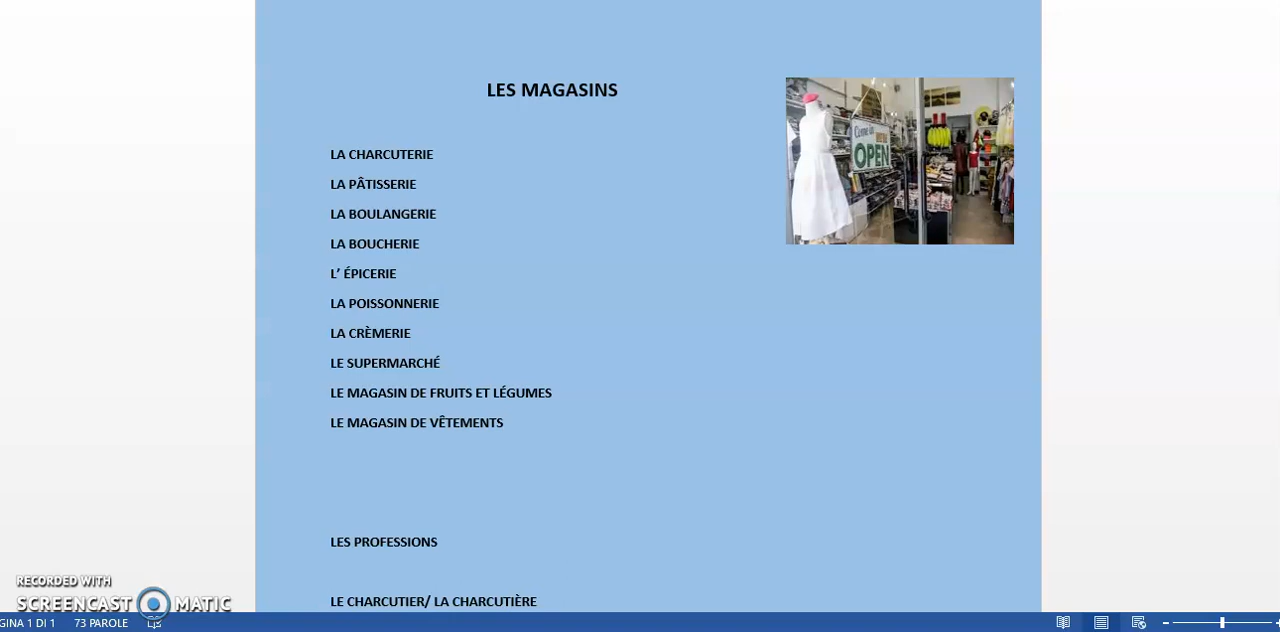 LES MAGASINS
Come in
OPEN
LA CHARCUTERIE
LA PÂTISSERIE
LA BOULANGERIE
LA BOUCHERIE
L’ ÉPICERIE
LA POISSONNERIE
LA CRÈMERIE
LE SUPERMARCHÉ
LE MAGASIN DE FRUITS ET LÉGUMES
LE MAGASIN DE VÊTEMENTS
LES PROFESSIONS
LE CHARCUTIER/ LA CHARCUTIÈRE
RECORDED WITH
SCREENCAST MATIC
GINA 1 DI 1 73 PAROLE